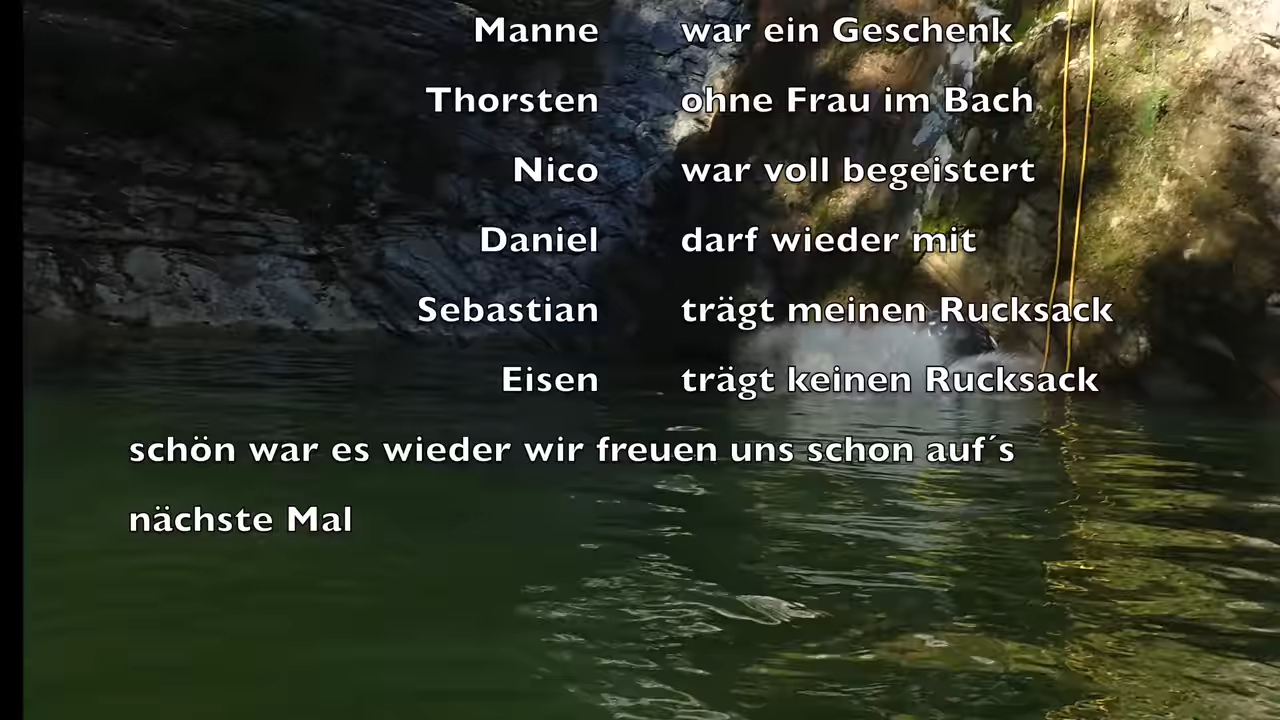 Manne war ein Geschenk
Thorsten ohne Frau im Bach
Nico war voll begeistert
Daniel darf wieder mit
Sebastian trägt meinen Rucksack
Eisen trägt keinen Rucksack
schön war es wieder wir freuen uns schon auf´s
nächste Mal